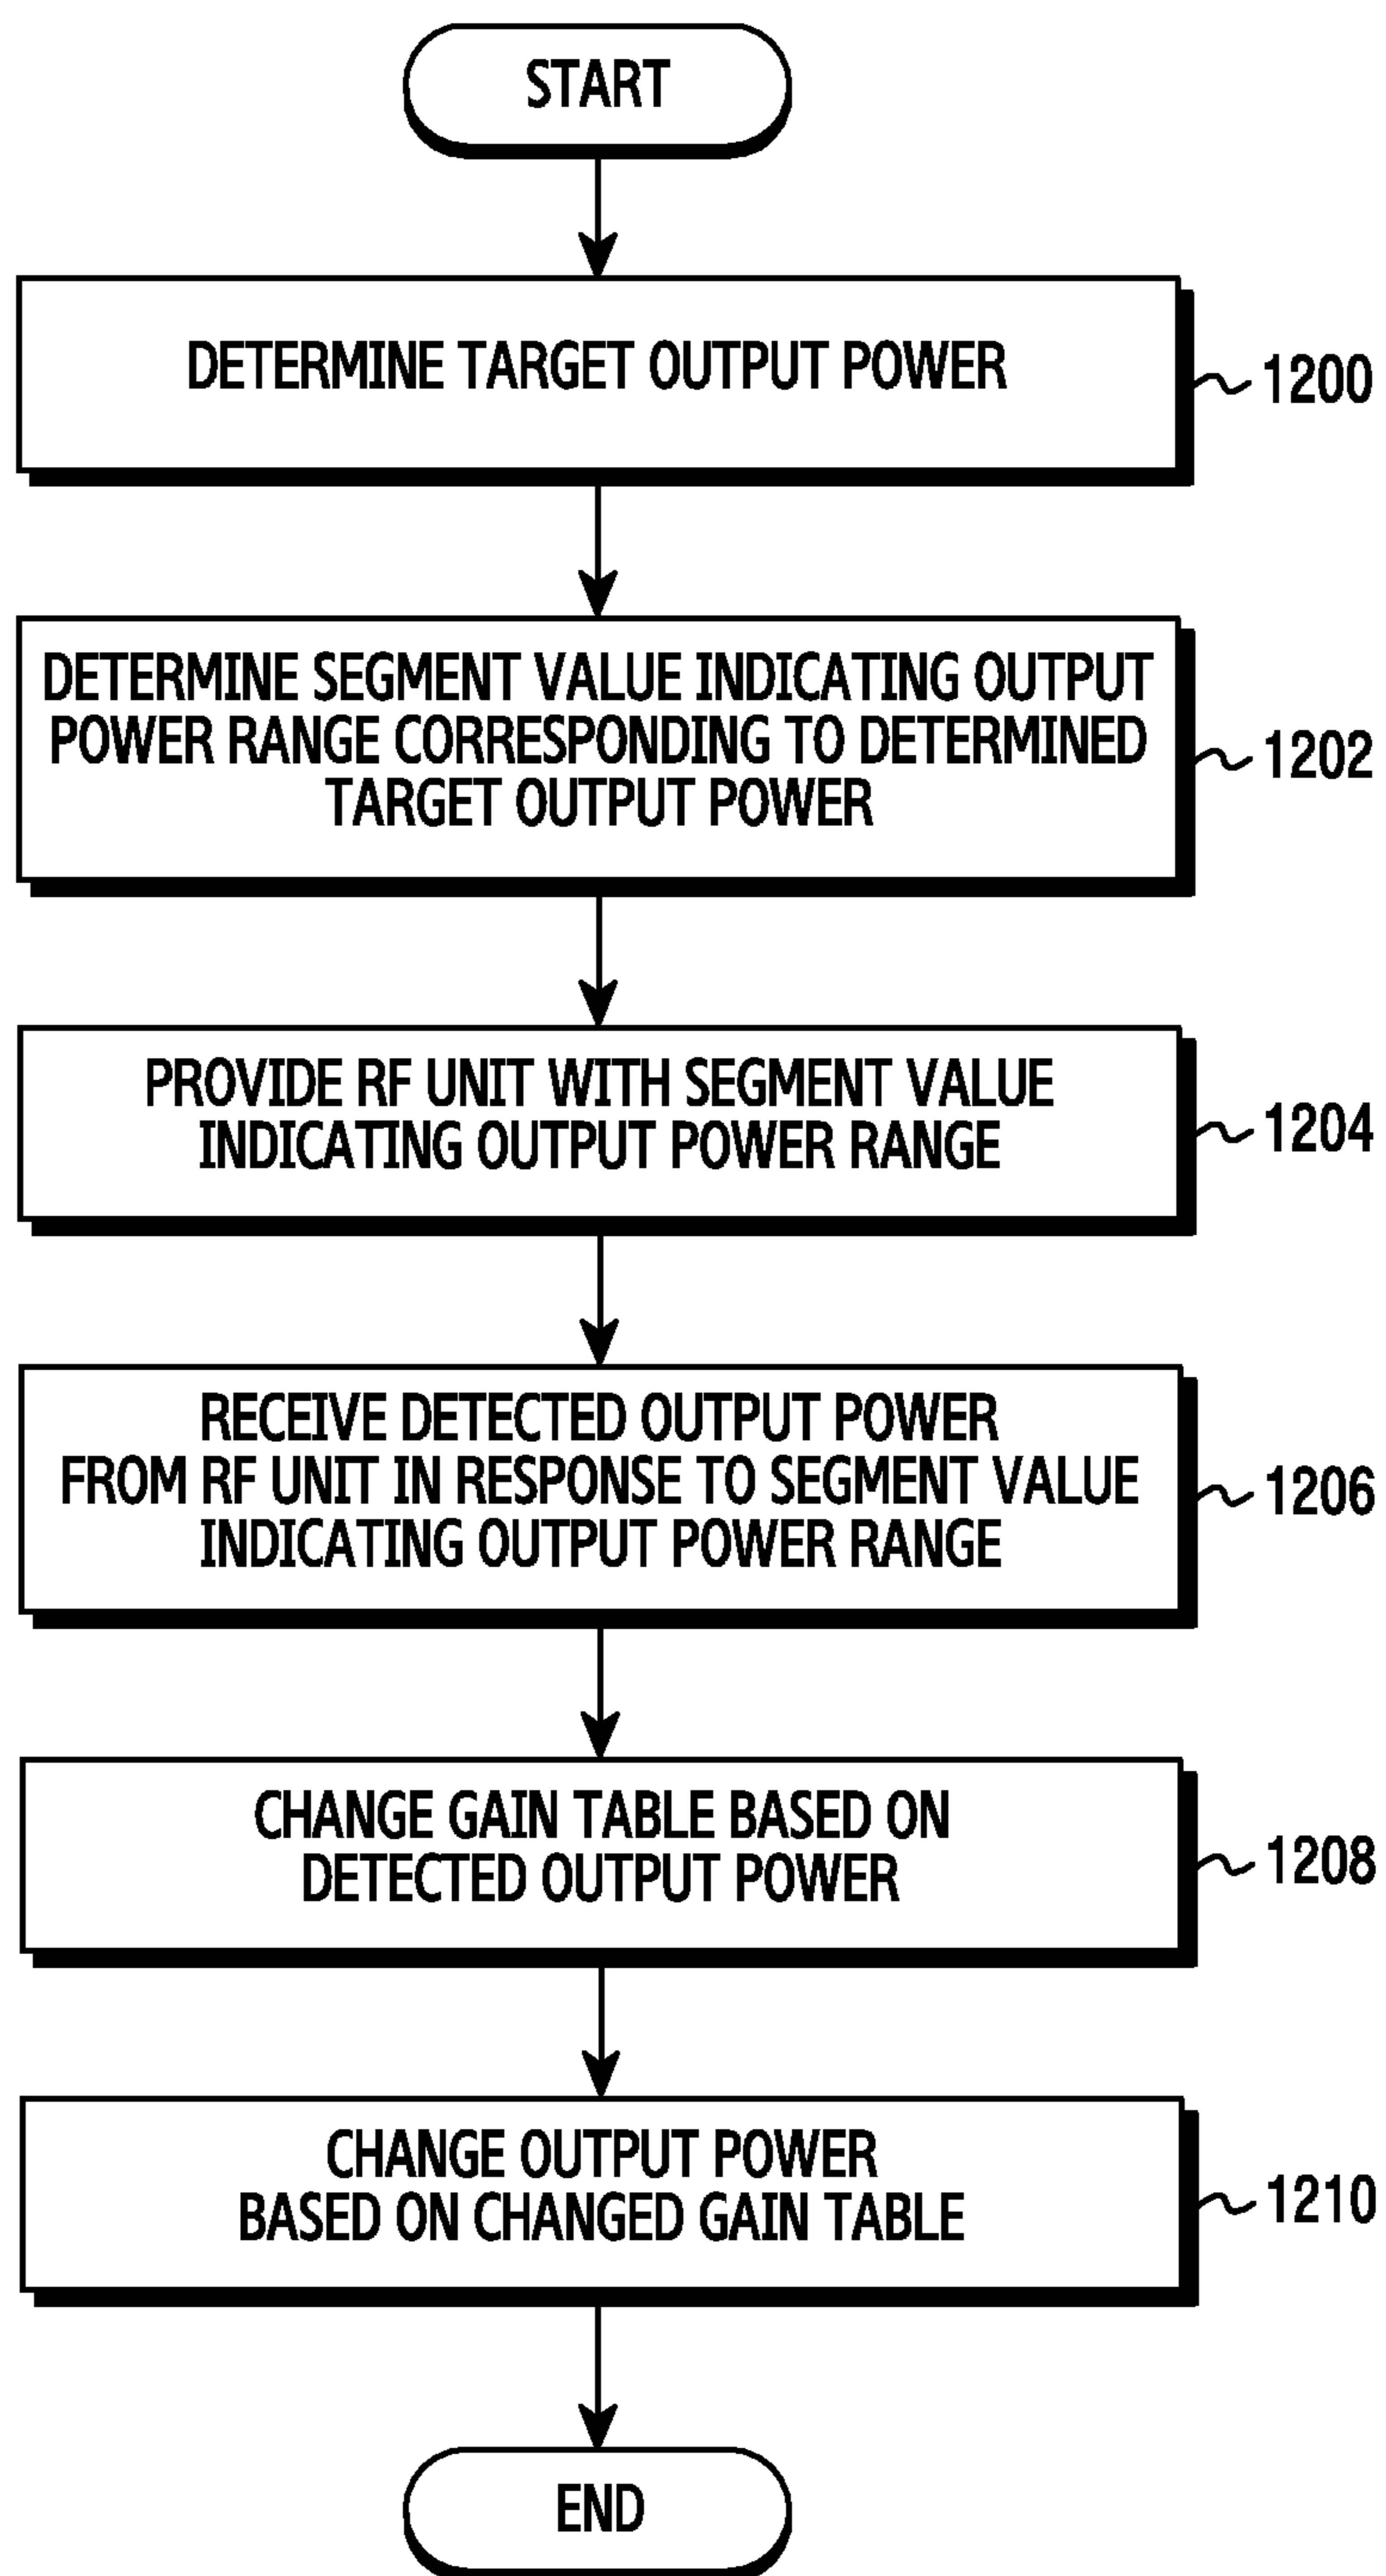 START
DETERMINE TARGET OUTPUT POWER
1200
DETERMINE SEGMENT VALUE INDICATING OUTPUT
POWER RANGE CORRESPONDING TO DETERMINED
TARGET OUTPUT POWER
1202
PROVIDE RF UNIT WITH SEGMENT VALUE
INDICATING OUTPUT POWER RANGE
1204
RECEIVE DETECTED OUTPUT POWER
FROM RF UNIT IN RESPONSE TO SEGMENT VALUE
INDICATING OUTPUT POWER RANGE
1206
CHANGE GAIN TABLE BASED ON
DETECTED OUTPUT POWER
1208
CHANGE OUTPUT POWER
BASED ON CHANGED GAIN TABLE
1210
END